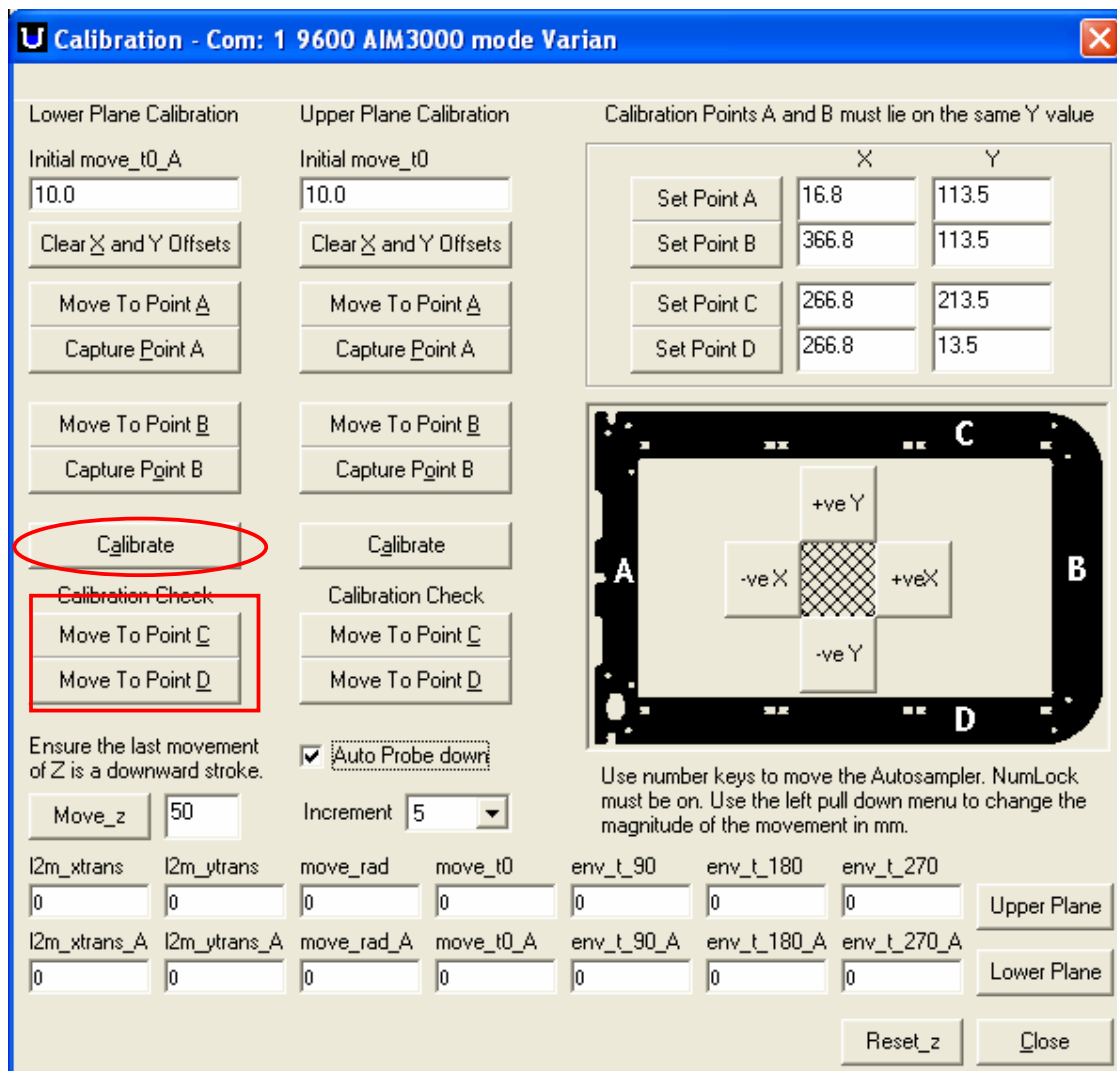 Calibration - Com: 1 9600 AIM3000 mode Varian
Lower Plane Calibration
Initial move_t0_A
10.0
Clear X and Y Offsets
Move To Point A
Capture Point A
Move To Point B
Capture Point B
Calibrate
Calibration Check
Move To Point C
Move To Point D
Ensure the last movement
of Z is a downward stroke.
Move_z 50
Upper Plane Calibration
Initial move_t0
10.0
Clear X and Y Offsets
Move To Point A
Capture Point A
Move To Point B
Capture Point B
Calibrate
Calibration Check
Move To Point C
Move To Point D
Auto Probe down
Increment 5
Calibration Points A and B must lie on the same Y value
X Y
Set Point A 16.8 113.5
Set Point B 366.8 113.5
Set Point C 266.8 213.5
Set Point D 266.8 13.5
C
+ve Y
A -ve X +veX B
-ve Y
D
Use number keys to move the Autosampler. NumLock
must be on. Use the left pull down menu to change the
magnitude of the movement in mm.
l2m_xtrans l2m_ytrans move_rad move_t0 env_t_90 env_t_180 env_t_270
0 0 0 0 0 0 0 Upper Plane
l2m_xtrans_A l2m_ytrans_A move_rad_A move_t0_A env_t_90_A env_t_180_A env_t_270_A
0 0 0 0 0 0 0 Lower Plane
Reset_z Close